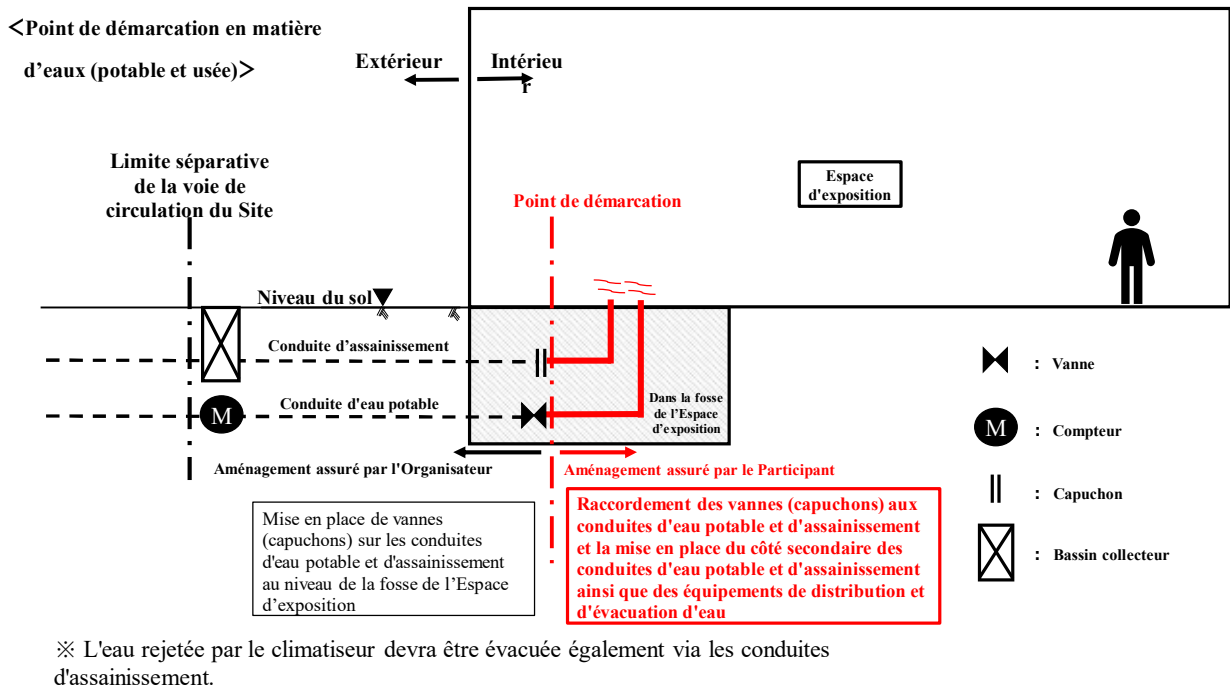 <Point de démarcation en matière
d'eaux (potable et usée)>
Extérieur
Intérieu
r
Limite séparative
de la voie de
circulation du Site
Point de démarcation
Espace
d'exposition
Niveau du sol
Conduite d'assainissement
Conduite d'eau potable
M
Dans la fosse
de l'Espace
d'exposition
Aménagement assuré par l'Organisateur
Aménagement assuré par le Participant
Mise en place de vannes
(capuchons) sur les conduites
d'eau potable et d'assainissement
au niveau de la fosse de l'Espace
d'exposition
Raccordement des vannes (capuchons) aux
conduites d'eau potable et d'assainissement
et la mise en place du côté secondaire des
conduites d'eau potable et d'assainissement
ainsi que des équipements de distribution et
d'évacuation d'eau
: Vanne
M : Compteur
: Capuchon
: Bassin collecteur
※ L'eau rejetée par le climatiseur devra être évacuée également via les conduites
d'assainissement.